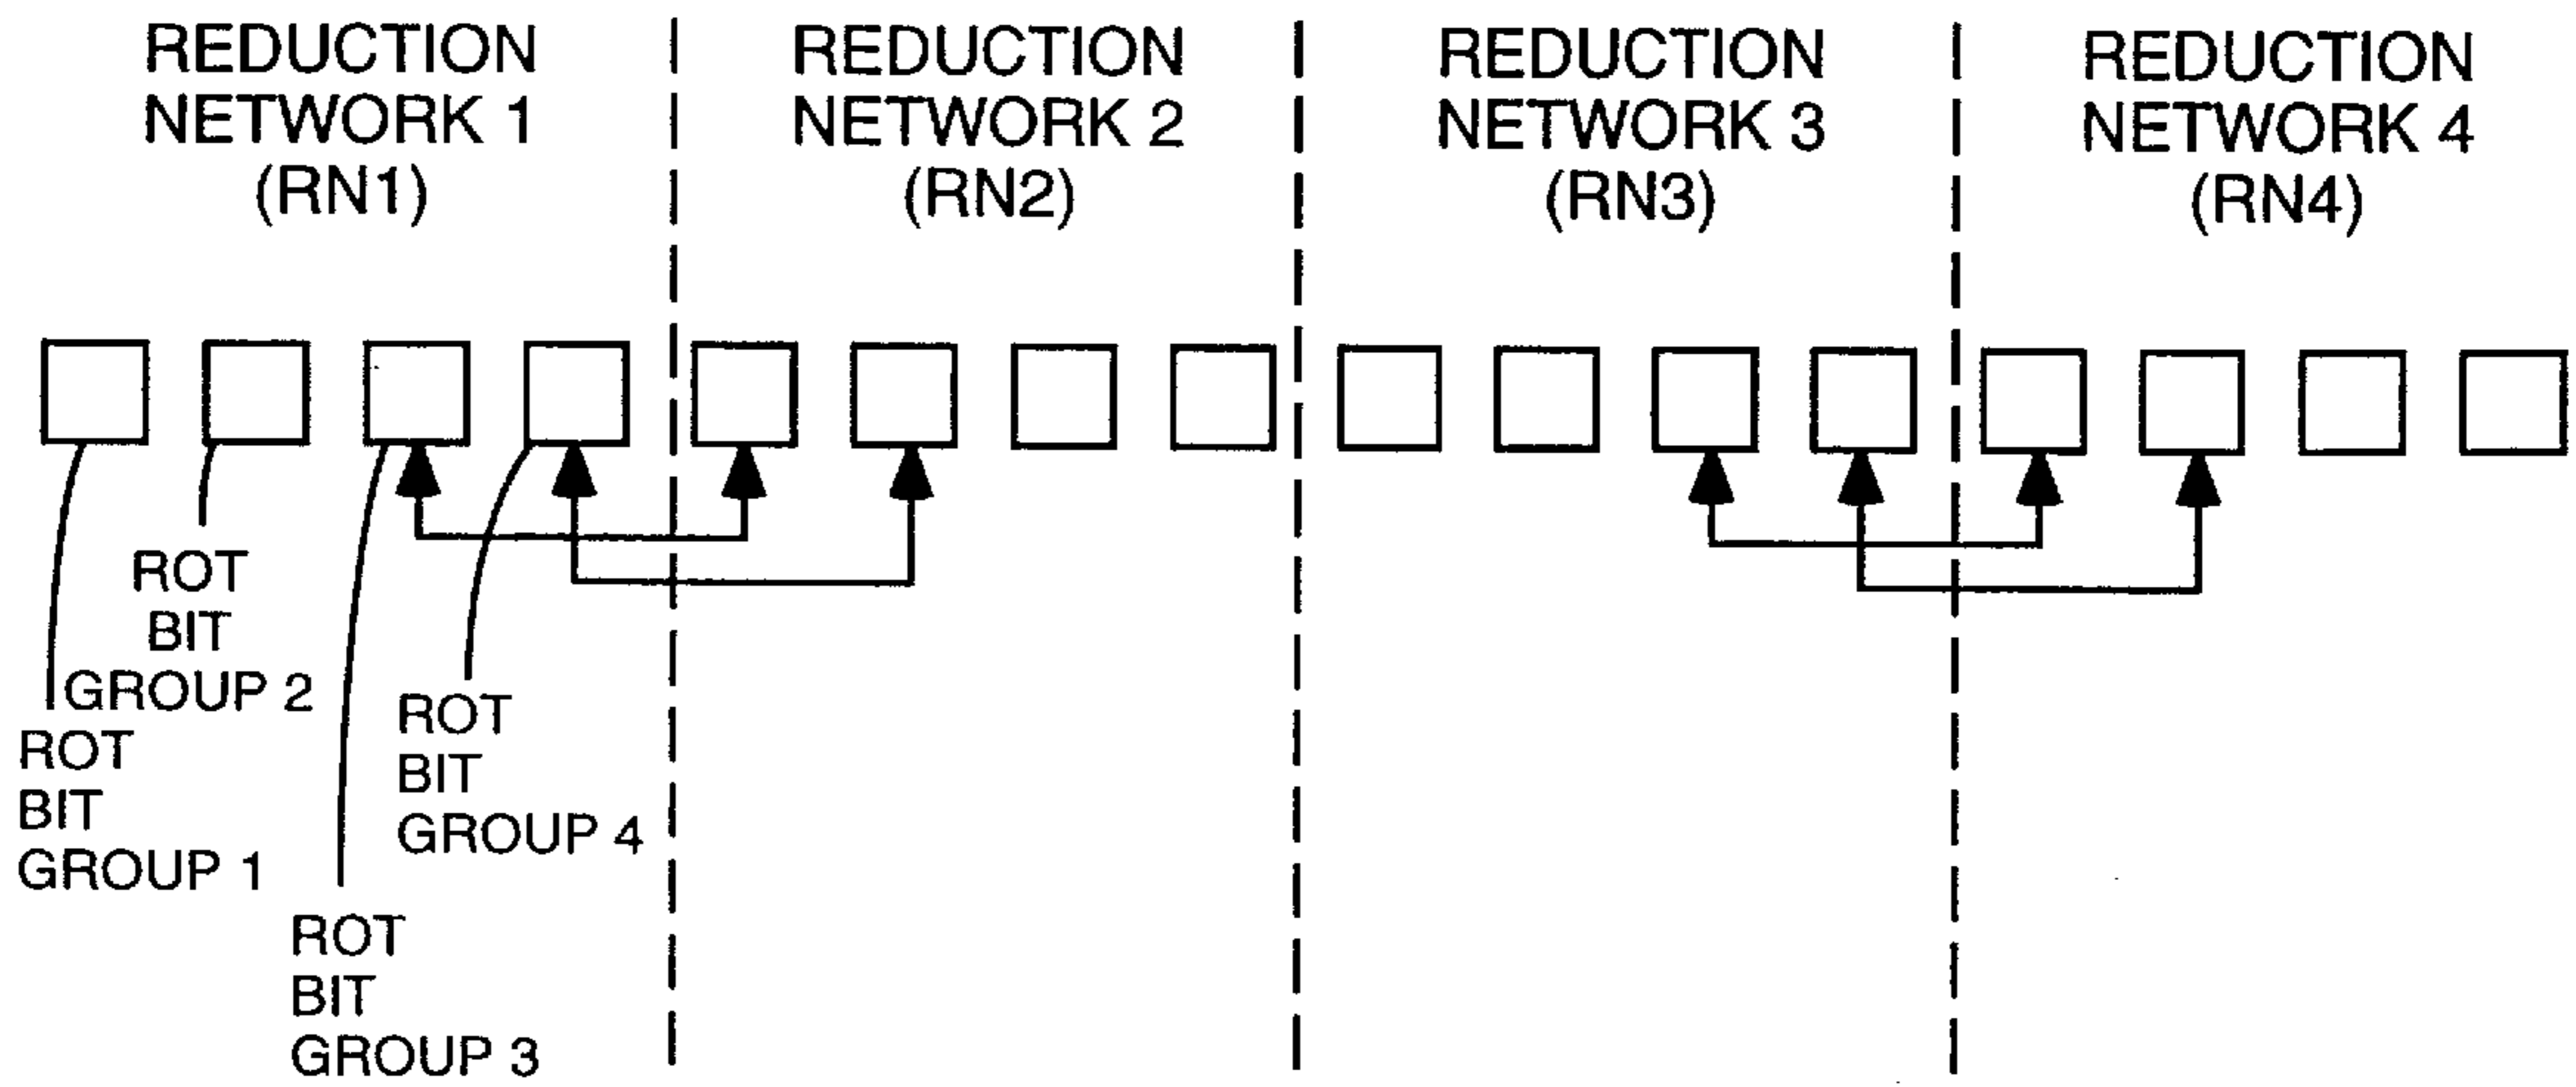 REDUCTION
NETWORK 1
(RN1)
REDUCTION
NETWORK 2
(RN2)
REDUCTION
NETWORK 3
(RN3)
REDUCTION
NETWORK 4
(RN4)
ROT
BIT
GROUP 2
ROT
BIT
GROUP 1
ROT
BIT
GROUP 4
ROT
BIT
GROUP 3